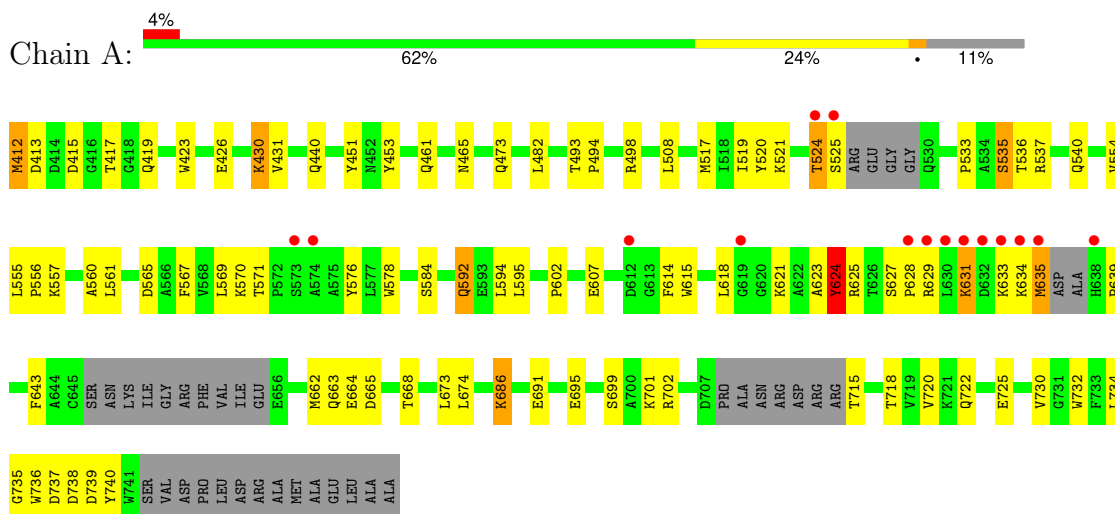 4%
Chain A:
62% 24% • 11%
M412 D413 D414 D415 G416 T417 G418 Q419 W423 E426 K430 V431 Q440 Y451 N452 Y453 Q461 N465 Q473 L482 T493 P494 R498 L508 M517 I518 I519 Y520 K521 T524 S525 ARG GLU GLY GLY Q530 P533 A534 S535 T536 R537 Q540 V554
L555 P556 K557 A560 L561 D565 A566 F567 V568 L569 K570 T571 P572 S573 A574 A575 Y576 L577 W578 S584 Q592 E593 L594 L595 P602 E607 D612 G613 F614 W615 L618 G619 G620 K621 A622 A623 Y624 R625 T626 S627 P628 R629 L630 K631 D632 K633 K634 M635 ASP ALA H638 P639
F643 A644 C645 SER ASN LYS ILE GLY ARG PHE VAL ILE GLU E656 M662 Q663 E664 D665 T668 L673 L674 K686 E691 E695 S699 A700 K701 R702 D707 PRO ALA ASN ARG ASP ARG ARG T715 T718 V719 V720 K721 Q722 E725 V730 G731 W732 F733 L734
G735 W736 D737 D738 D739 Y740 W741 SER VAL ASP PRO LEU ASP ARG ALA MET ALA GLU LEU ALA ALA